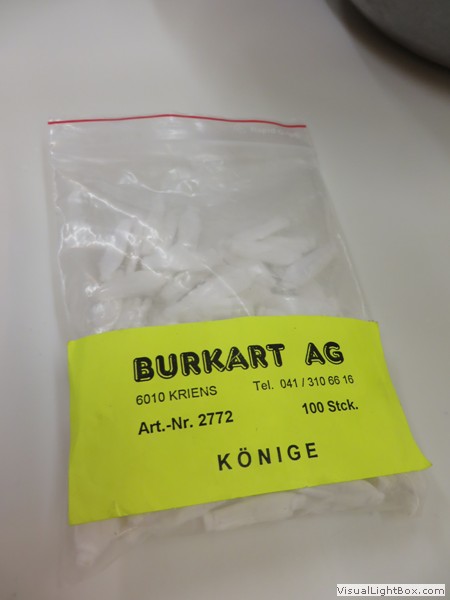 BURKART AG
6010 KRIENS Tel. 041 / 310 66 16
Art.-Nr. 2772 100 Stck.
KÖNIGE
VisualLightBox.com